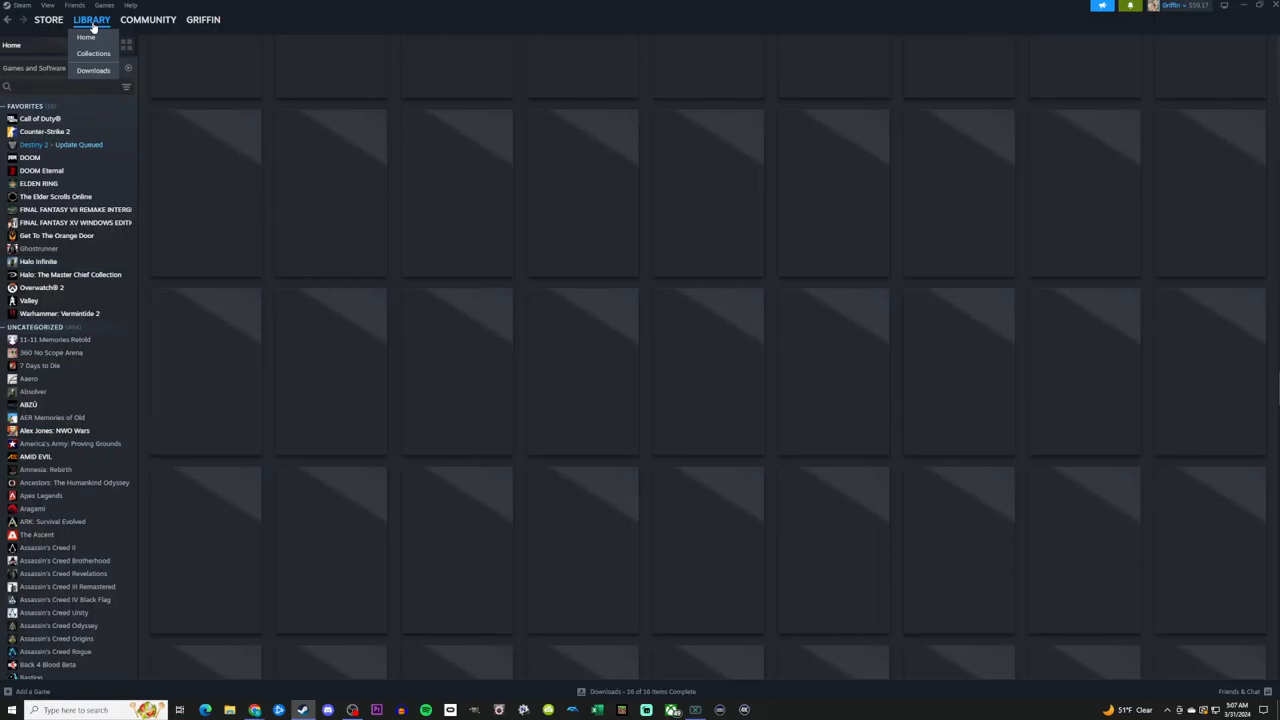 Steam View Friends Games Help
Griffin $59.17
STORE LIBRARY COMMUNITY GRIFFIN
Home
Home
Collections
Games and Software
Downloads
FAVORITES (16)
Call of Duty®
Counter-Strike 2
Destiny 2 - Update Queued
DOOM
DOOM Eternal
ELDEN RING
The Elder Scrolls Online
FINAL FANTASY VII REMAKE INTERG
FINAL FANTASY XV WINDOWS EDITI
Get To The Orange Door
Ghostrunner
Halo Infinite
Halo: The Master Chief Collection
Overwatch® 2
Valley
Warhammer: Vermintide 2
UNCATEGORIZED
11-11 Memories Retold
360 No Scope Arena
7 Days to Die
Aaero
Absolver
ABZÛ
AER Memories of Old
Alex Jones: NWO Wars
America's Army: Proving Grounds
AMID EVIL
Amnesia: Rebirth
Ancestors: The Humankind Odyssey
Apex Legends
Aragami
ARK: Survival Evolved
The Ascent
Assassin's Creed II
Assassin's Creed Brotherhood
Assassin's Creed Revelations
Assassin's Creed III Remastered
Assassin's Creed IV Black Flag
Assassin's Creed Unity
Assassin's Creed Odyssey
Assassin's Creed Origins
Assassin's Creed Rogue
Back 4 Blood Beta
Bastion
Add a Game
Downloads - 16 of 16 Items Complete
Friends & Chat
Type here to search
51°F Clear
5:07 AM
3/31/2024